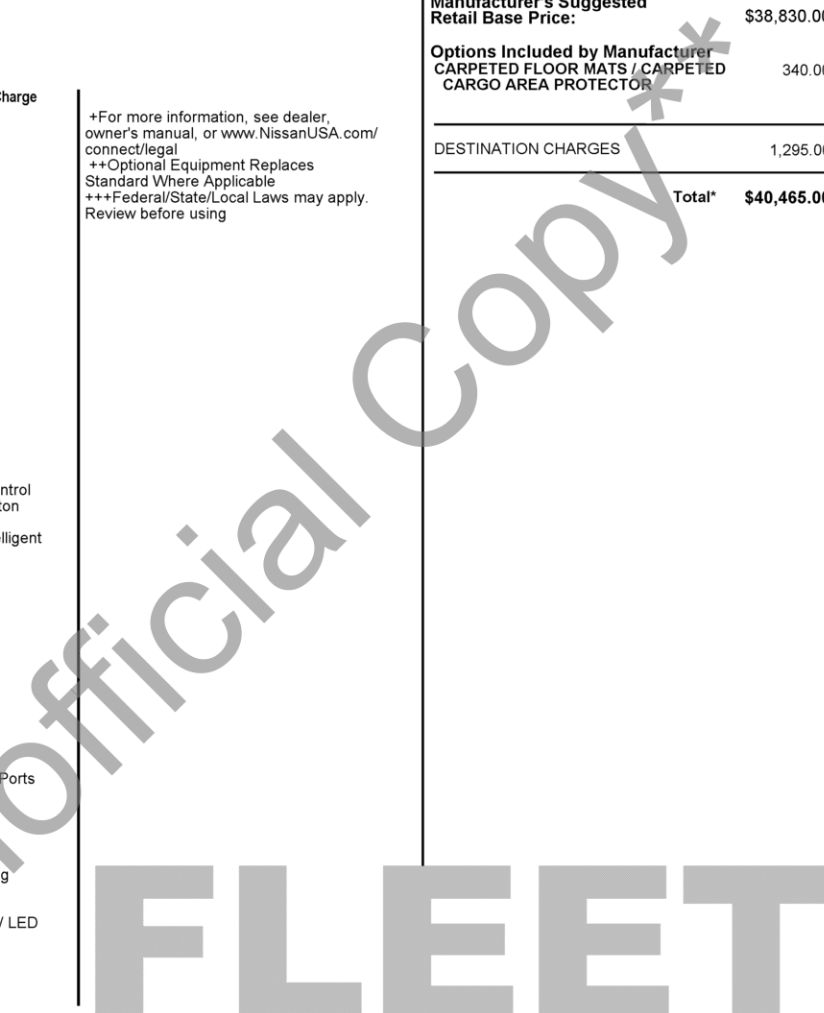 Charge
ntrol
ton
elligent
Ports
g
/ LED
+For more information, see dealer,
owner's manual, or www.NissanUSA.com/
connect/legal
++Optional Equipment Replaces
Standard Where Applicable
+++Federal/State/Local Laws may apply.
Review before using
Manufacturer's Suggested
Retail Base Price: $38,830.00
Options Included by Manufacturer
CARPETED FLOOR MATS / CARPETED 340.00
CARGO AREA PROTECTOR
DESTINATION CHARGES 1,295.00
Total* $40,465.00
official Copy**
FLEET